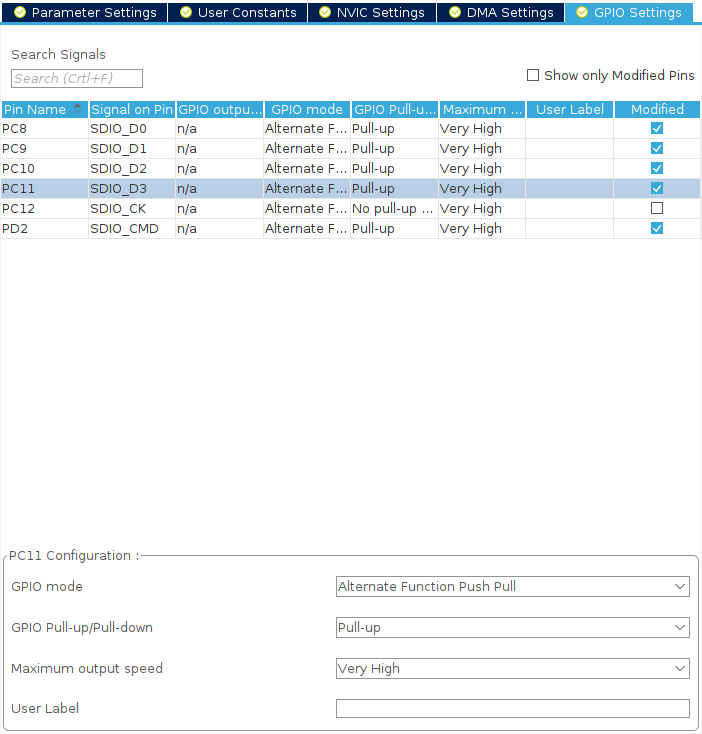 Parameter Settings User Constants NVIC Settings DMA Settings GPIO Settings
Search Signals
Search (Crtl+F) Show only Modified Pins
Pin Name Signal on Pin GPIO outpu... GPIO mode GPIO Pull-u... Maximum ... User Label Modified
PC8 SDIO_D0 n/a Alternate F... Pull-up Very High
PC9 SDIO_D1 n/a Alternate F... Pull-up Very High
PC10 SDIO_D2 n/a Alternate F... Pull-up Very High
PC11 SDIO_D3 n/a Alternate F... Pull-up Very High
PC12 SDIO_CK n/a Alternate F... No pull-up ... Very High
PD2 SDIO_CMD n/a Alternate F... Pull-up Very High
PC11 Configuration :
GPIO mode Alternate Function Push Pull
GPIO Pull-up/Pull-down Pull-up
Maximum output speed Very High
User Label